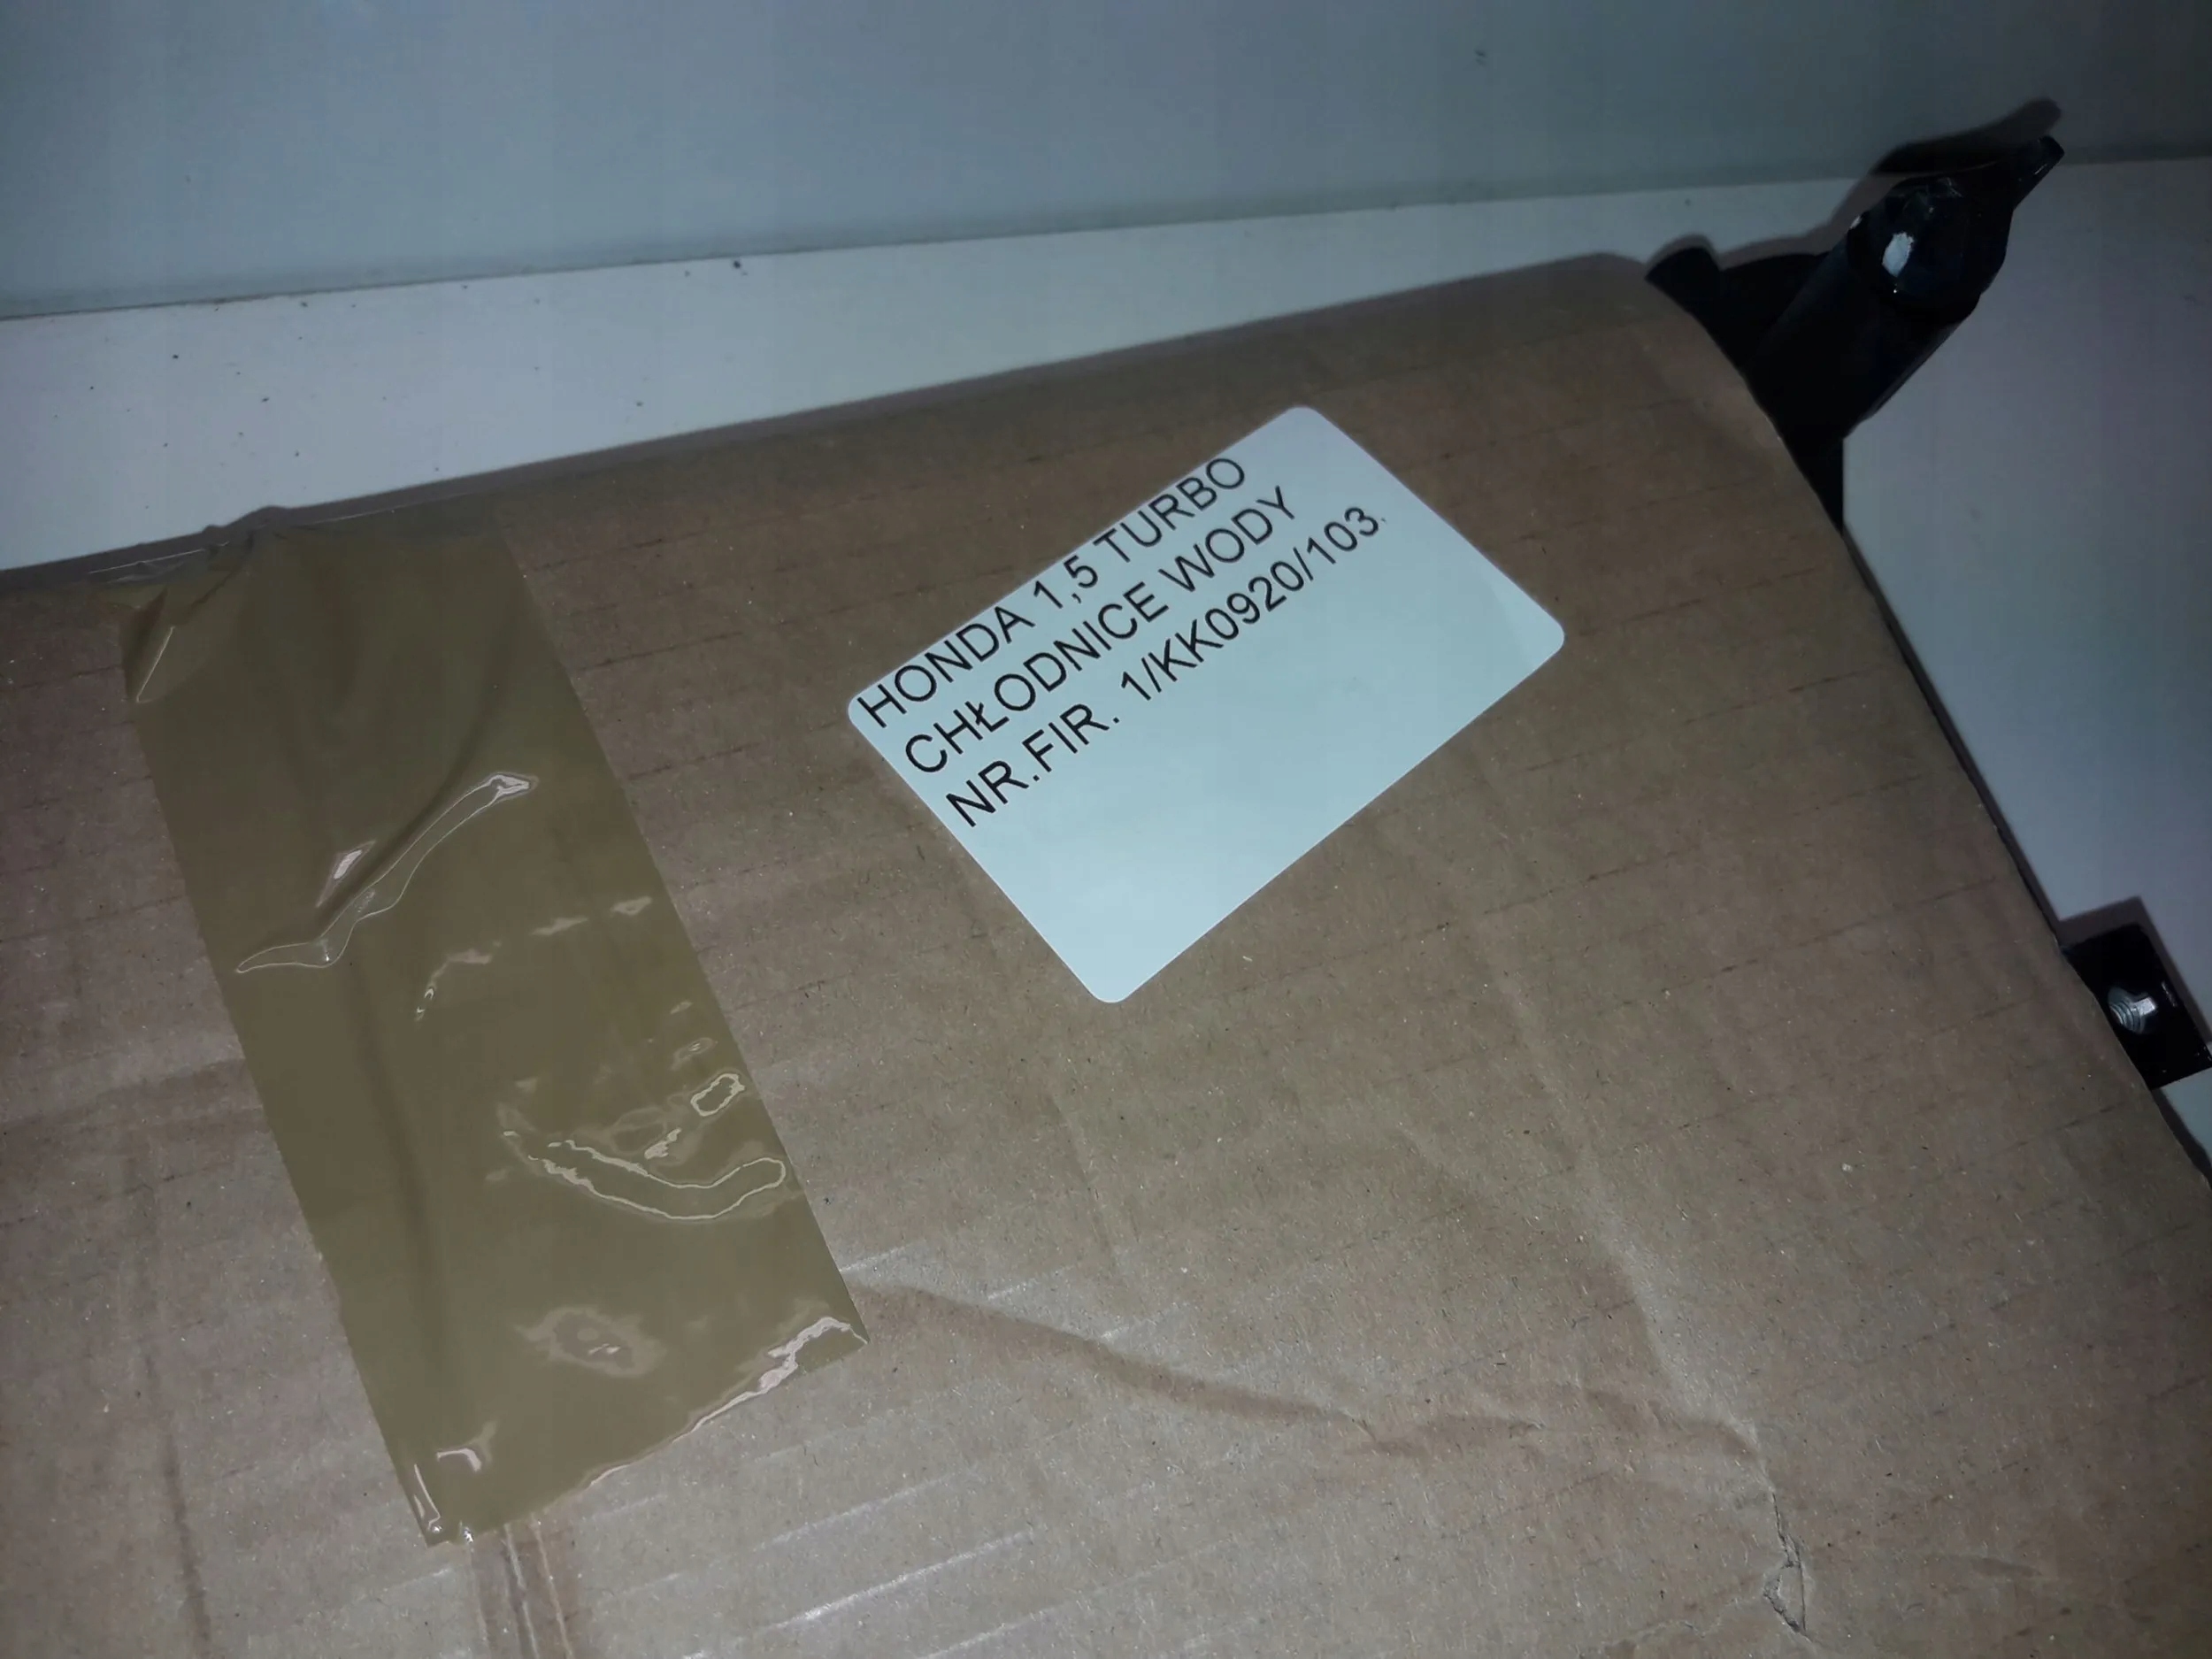 HONDA 1,5 TURBO
CHŁODNICE WODY
NR.FIR. 1/KK0920/103.